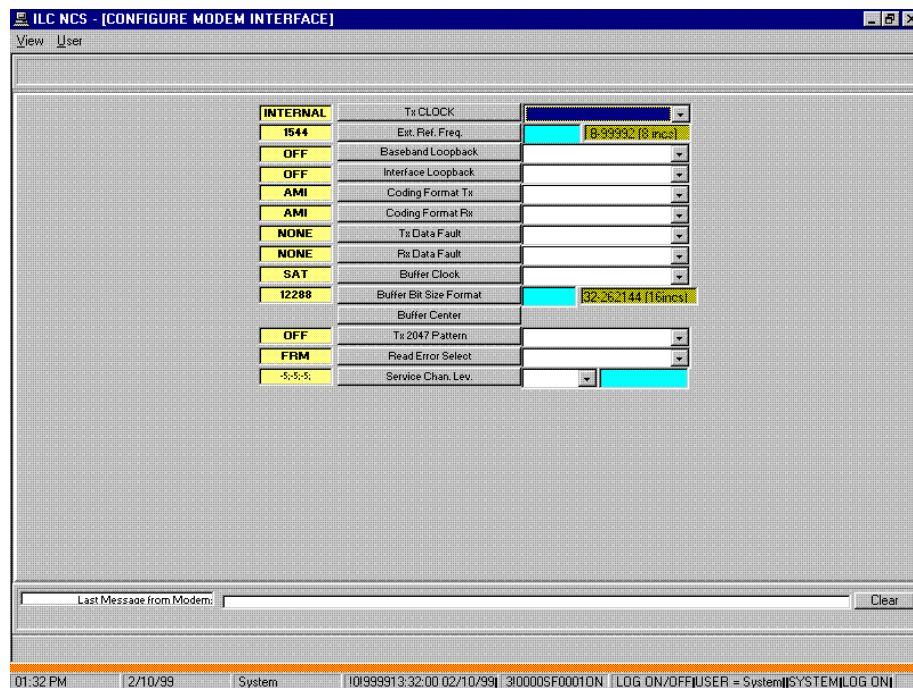 ILC NCS - [CONFIGURE MODEM INTERFACE]
View User
INTERNAL Tx CLOCK
1544 Ext. Ref. Freq. 8-99992 (8 incs)
OFF Baseband Loopback
OFF Interface Loopback
AMI Coding Format Tx
AMI Coding Format Rx
NONE Tx Data Fault
NONE Rx Data Fault
SAT Buffer Clock
12288 Buffer Bit Size Format 32-262144 (16incs)
Buffer Center
OFF Tx 2047 Pattern
FRM Read Error Select
-5;-5;-5; Service Chan. Lev.
Last Message from Modem: Clear
01:32 PM 2/10/99 System !0!999913:32:00 02/10/99| 3!0000SF0001ON LOG ON/OFF|USER = System||SYSTEM|LOG ON|